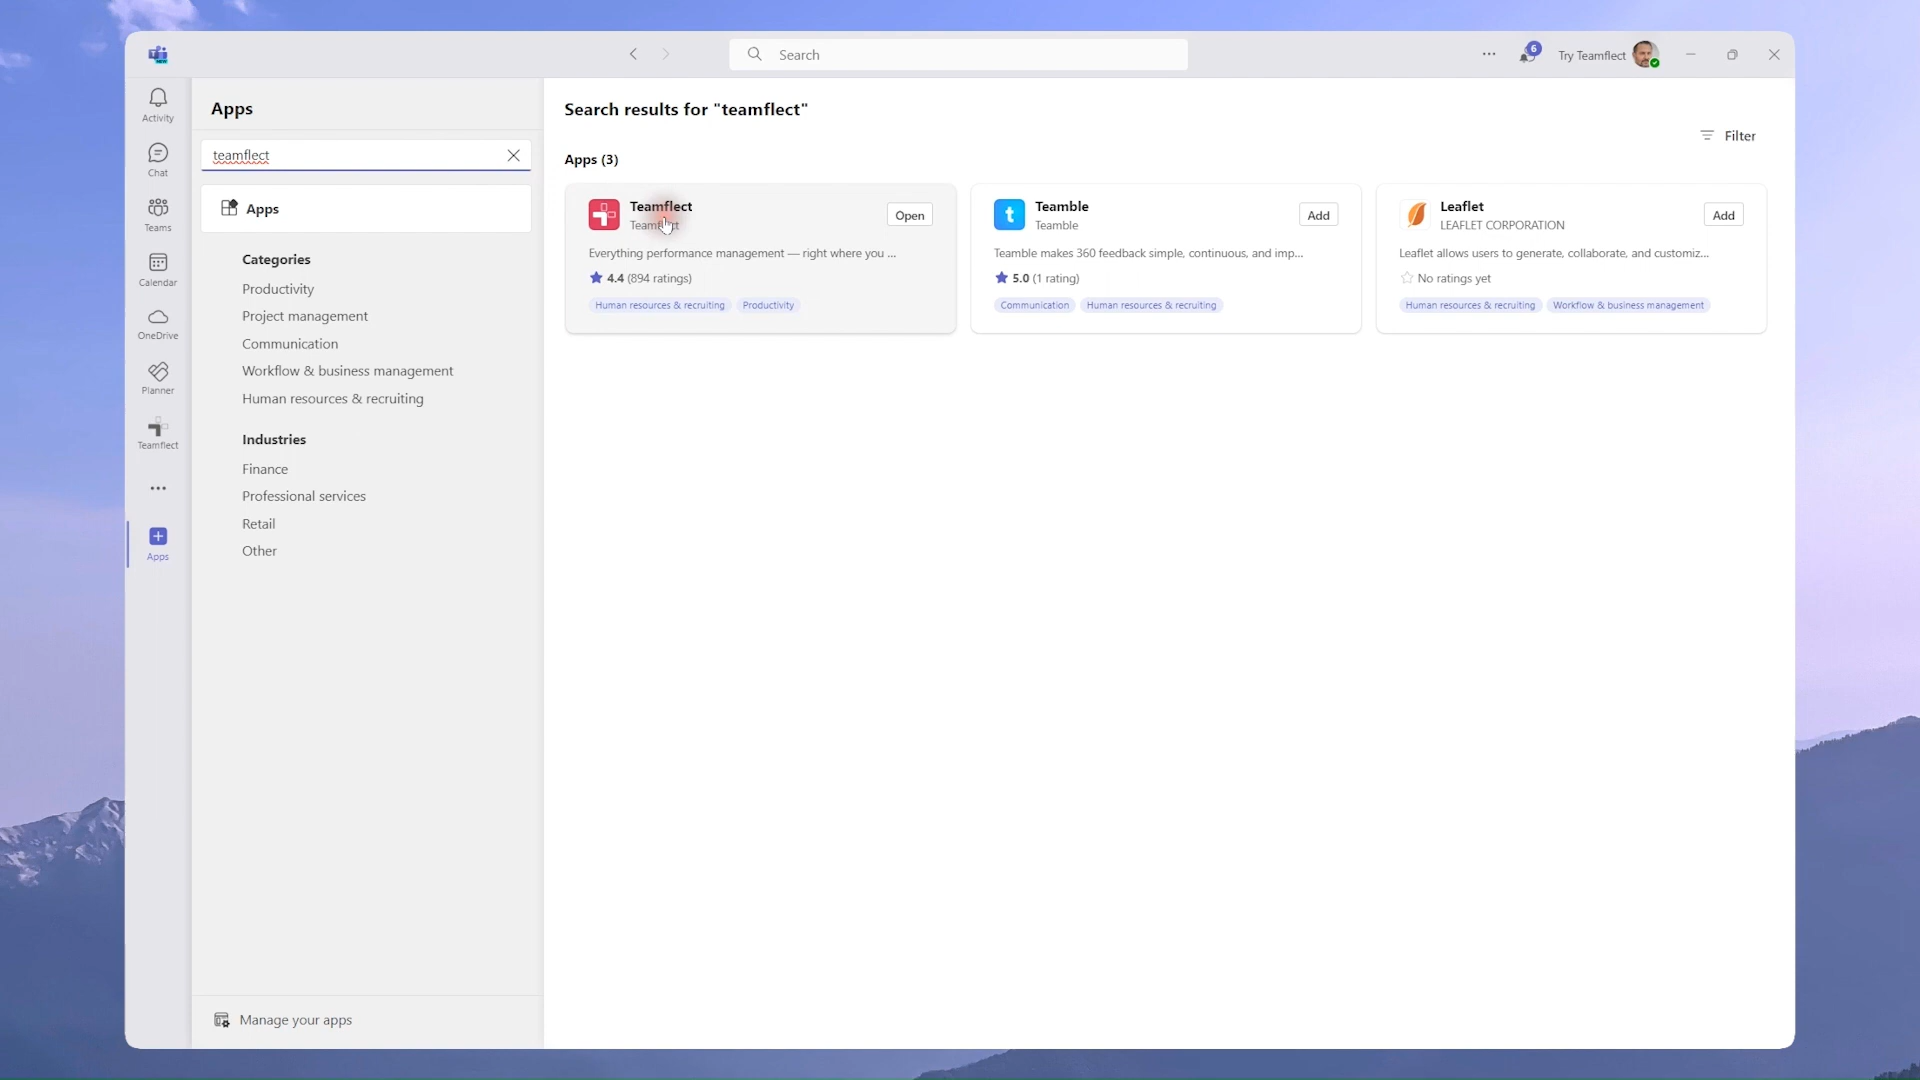 Search
6
Try Teamflect
NEW
Activity
Chat
Teams
Calendar
OneDrive
Planner
Teamflect
Apps
Apps
teamflect
Apps
Categories
Productivity
Project management
Communication
Workflow & business management
Human resources & recruiting
Industries
Finance
Professional services
Retail
Other
Manage your apps
Search results for "teamflect"
Filter
Apps (3)
Teamflect
Open
Everything performance management — right where you ...
4.4 (894 ratings)
Human resources & recruiting Productivity
Teamble
Teamble
Add
Teamble makes 360 feedback simple, continuous, and imp...
5.0 (1 rating)
Communication Human resources & recruiting
Leaflet
LEAFLET CORPORATION
Add
Leaflet allows users to generate, collaborate, and customiz...
No ratings yet
Human resources & recruiting Workflow & business management